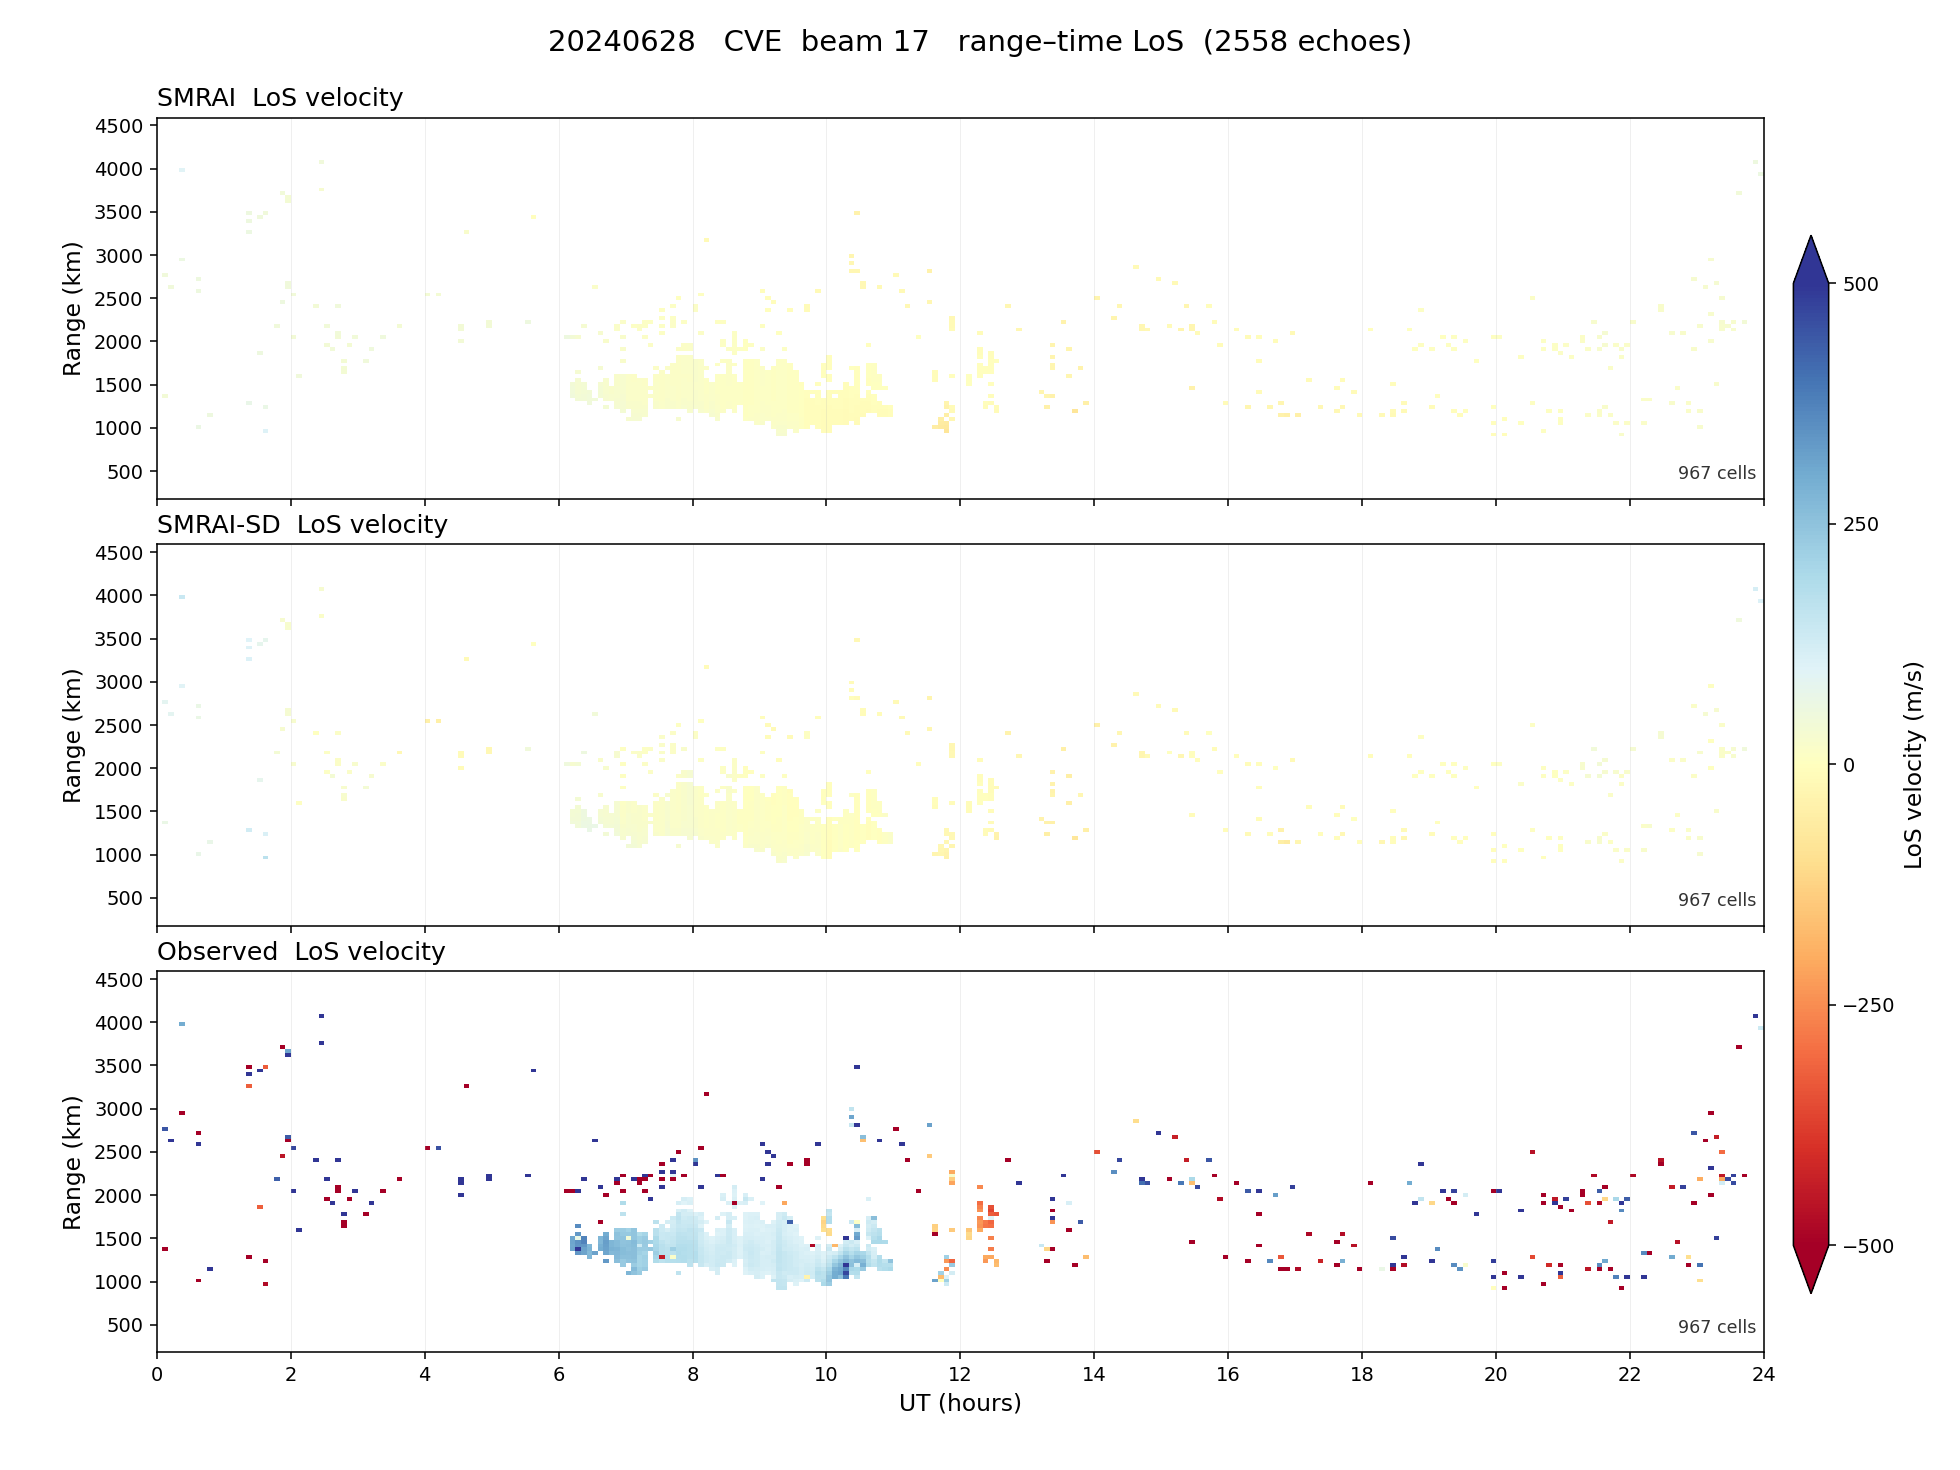 20240628   CVE  beam 17   range–time LoS  (2558 echoes)
SMRAI  LoS velocity
4500
4000
3500
3000
2500
2000
1500
1000
500
Range (km)
967 cells
SMRAI-SD  LoS velocity
4500
4000
3500
3000
2500
2000
1500
1000
500
Range (km)
967 cells
Observed  LoS velocity
4500
4000
3500
3000
2500
2000
1500
1000
500
Range (km)
967 cells
0 2 4 6 8 10 12 14 16 18 20 22 24
UT (hours)
500
250
0
−250
−500
LoS velocity (m/s)